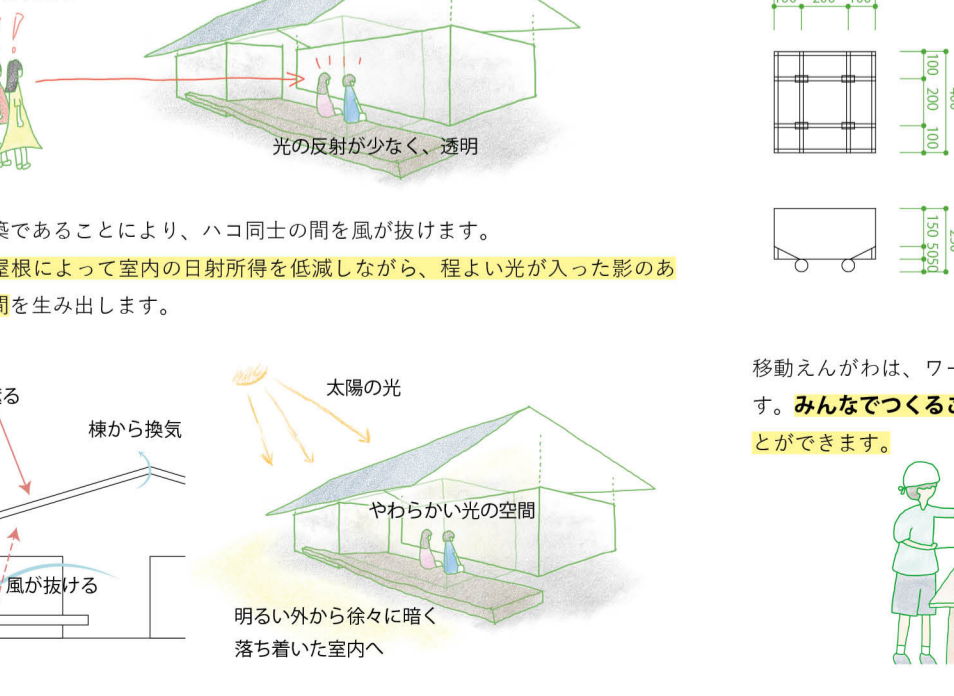 光の反射が少なく、透明
築であることにより、ハコ同士の間を風が抜けます。
屋根によって室内の日射所得を低減しながら、程よい光が入った影のあ
間を生み出します。
る
棟から換気
風が抜ける
太陽の光
やわらかい光の空間
明るい外から徐々に暗く
落ち着いた室内へ
100 200 100
100
200
100
150
50
50
移動えんがわは、ワー
す。みんなでつくるこ
とができます。